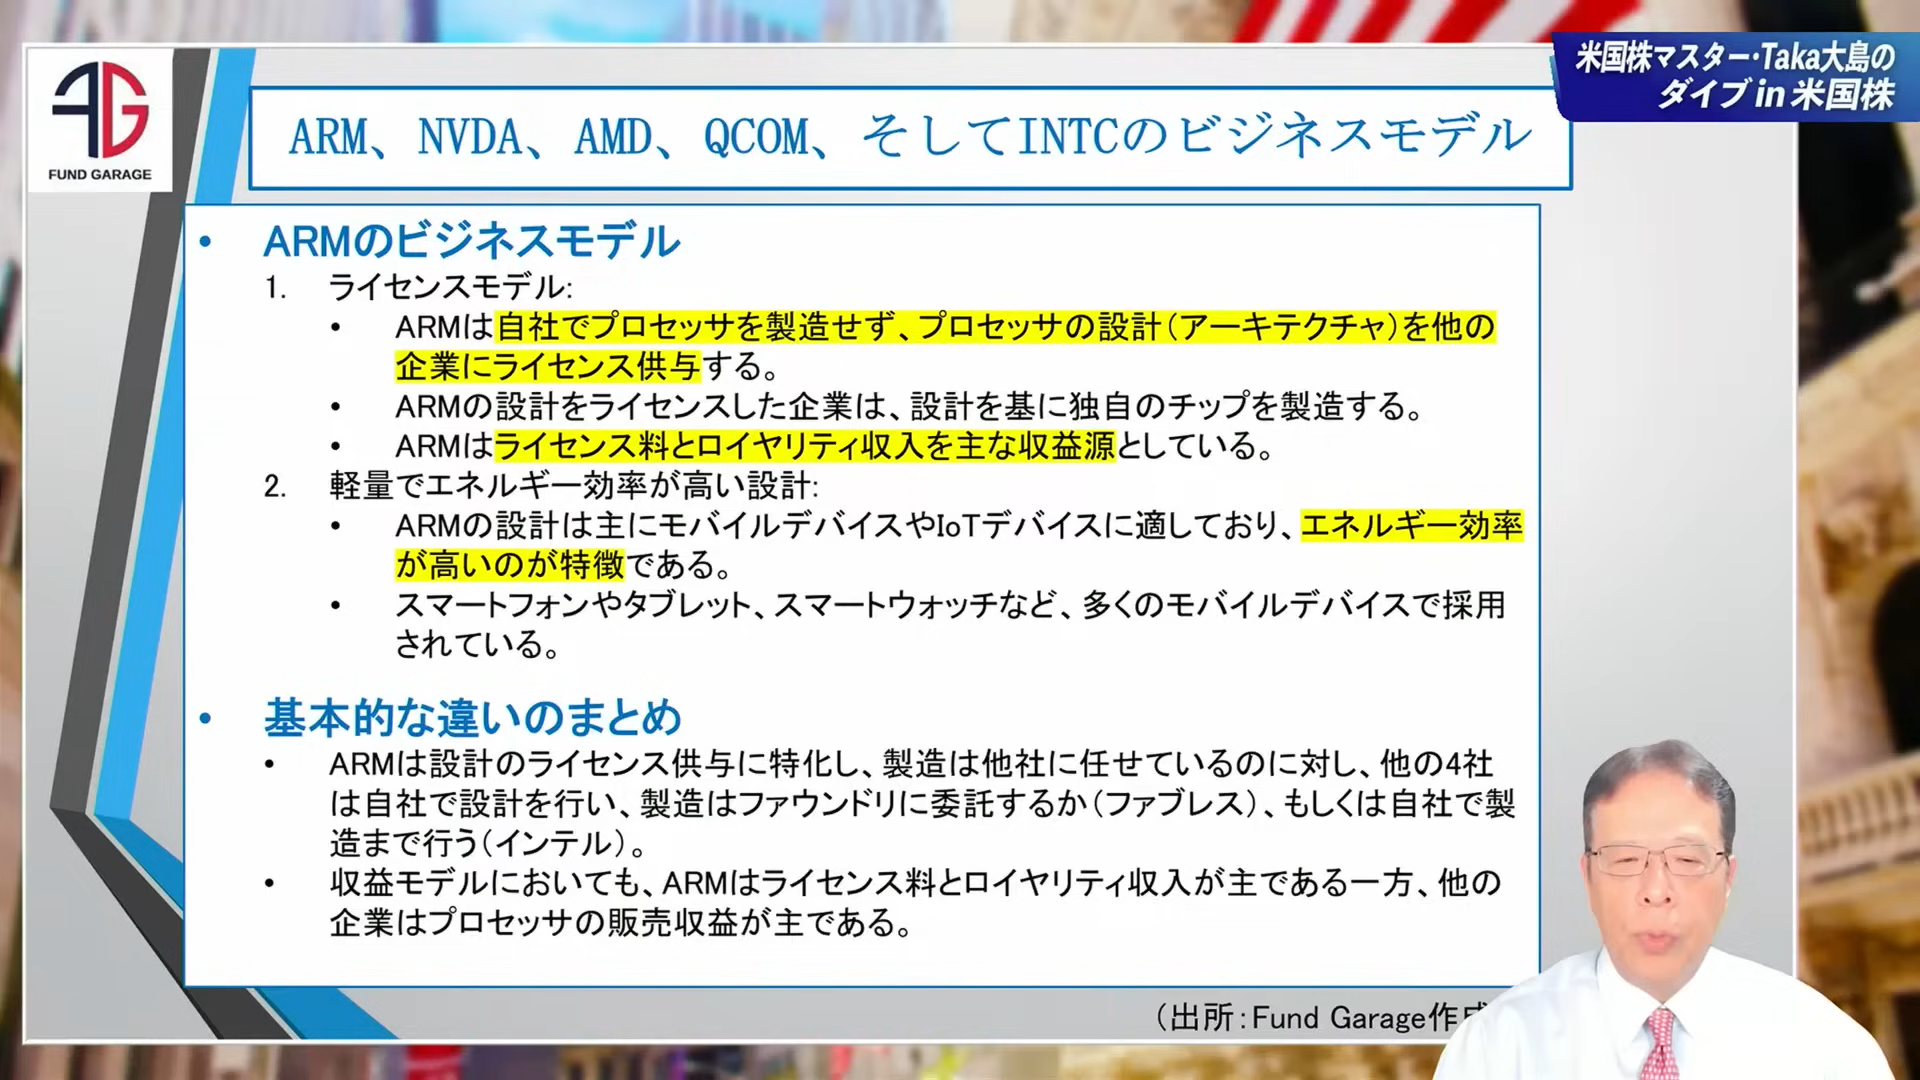 FUND GARAGE
米国株マスター・Taka大島の
ダイブ in 米国株
ARM、NVDA、AMD、QCOM、そしてINTCのビジネスモデル
• ARMのビジネスモデル
1. ライセンスモデル:
• ARMは自社でプロセッサを製造せず、プロセッサの設計(アーキテクチャ)を他の
企業にライセンス供与する。
• ARMの設計をライセンスした企業は、設計を基に独自のチップを製造する。
• ARMはライセンス料とロイヤリティ収入を主な収益源としている。
2. 軽量でエネルギー効率が高い設計:
• ARMの設計は主にモバイルデバイスやIoTデバイスに適しており、エネルギー効率
が高いのが特徴である。
• スマートフォンやタブレット、スマートウォッチなど、多くのモバイルデバイスで採用
されている。
• 基本的な違いのまとめ
• ARMは設計のライセンス供与に特化し、製造は他社に任せているのに対し、他の4社
は自社で設計を行い、製造はファウンドリに委託するか(ファブレス)、もしくは自社で製
造まで行う(インテル)。
• 収益モデルにおいても、ARMはライセンス料とロイヤリティ収入が主である一方、他の
企業はプロセッサの販売収益が主である。
(出所:Fund Garage作成